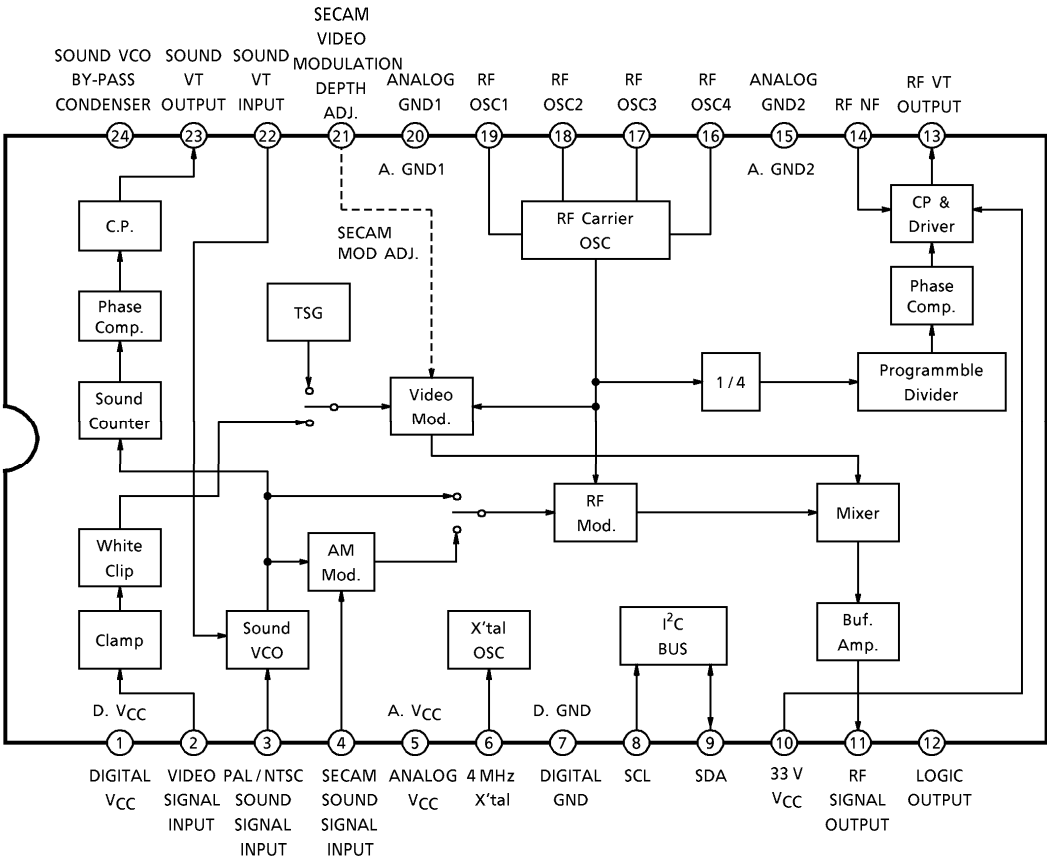 SECAM
VIDEO
MODULATION
DEPTH
ADJ.
SOUND VCO
BY-PASS
CONDENSER
SOUND
VT
OUTPUT
SOUND
VT
INPUT
ANALOG
GND1
RF
OSC1
RF
OSC2
RF
OSC3
RF
OSC4
ANALOG
GND2
RF NF
RF VT
OUTPUT
24
23
22
21
20
19
18
17
16
15
14
13
A. GND1
A. GND2
C.P.
SECAM
MOD ADJ.
RF Carrier
OSC
CP &
Driver
Phase
Comp.
TSG
Phase
Comp.
Sound
Counter
Video
Mod.
1 / 4
Programmble
Divider
White
Clip
AM
Mod.
RF
Mod.
Mixer
Clamp
Sound
VCO
X'tal
OSC
I²C
BUS
Buf.
Amp.
D. VCC
A. VCC
D. GND
1
2
3
4
5
6
7
8
9
10
11
12
DIGITAL
VCC
VIDEO
SIGNAL
INPUT
PAL / NTSC
SOUND
SIGNAL
INPUT
SECAM
SOUND
SIGNAL
INPUT
ANALOG
VCC
4 MHz
X'tal
DIGITAL
GND
SCL
SDA
33 V
VCC
RF
SIGNAL
OUTPUT
LOGIC
OUTPUT